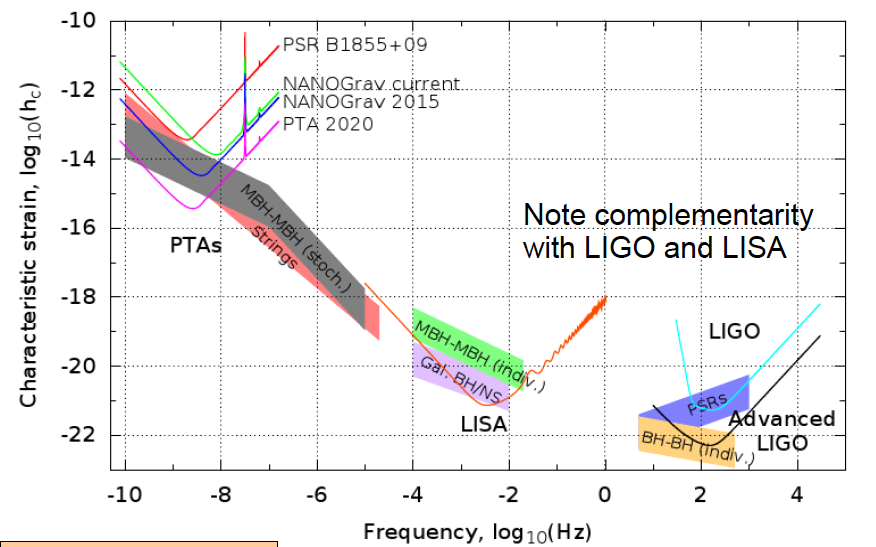 -10
-12
-14
-16
-18
-20
-22
Characteristic strain, log10(hc)
PSR B1855+09
NANOGrav current
NANOGrav 2015
PTA 2020
PTAs
MBH-MBH (stoch.)
Strings
Note complementarity
with LIGO and LISA
MBH-MBH (indiv.)
Gal. BH/NS
LISA
LIGO
PSRs
Advanced
LIGO
BH-BH (indiv.)
-10 -8 -6 -4 -2 0 2 4
Frequency, log10(Hz)